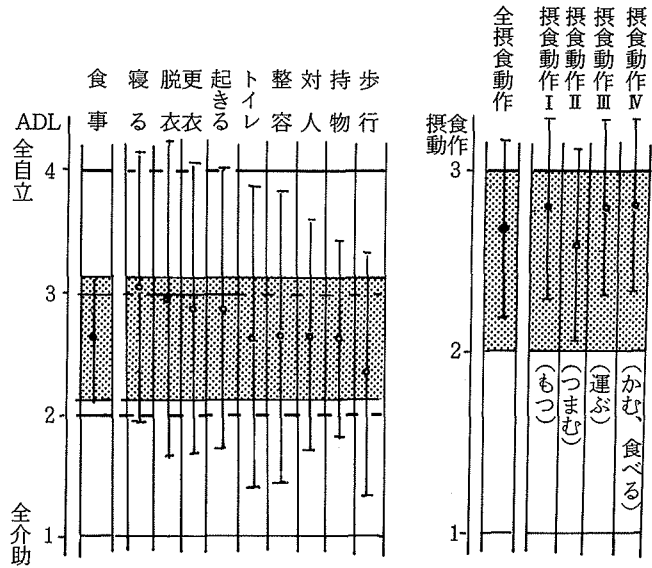 ADL
全自立
全介助
4
3
2
1
食事
寝る
脱衣
更衣
起きる
トイレ
整容
対人
持物
歩行
摂食動作
3
2
1
全摂食動作
摂食動作Ⅰ
摂食動作Ⅱ
摂食動作Ⅲ
摂食動作Ⅳ
(もつ)
(つまむ)
(運ぶ)
(かむ、食べる)